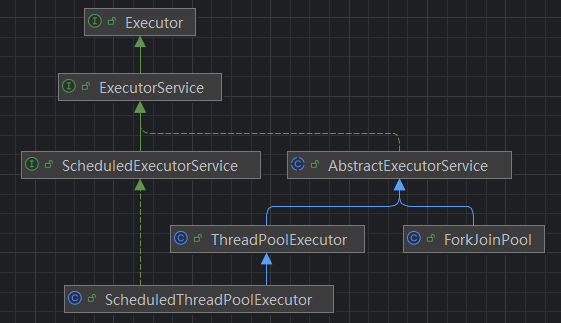 Executor
ExecutorService
ScheduledExecutorService
AbstractExecutorService
ThreadPoolExecutor
ForkJoinPool
ScheduledThreadPoolExecutor